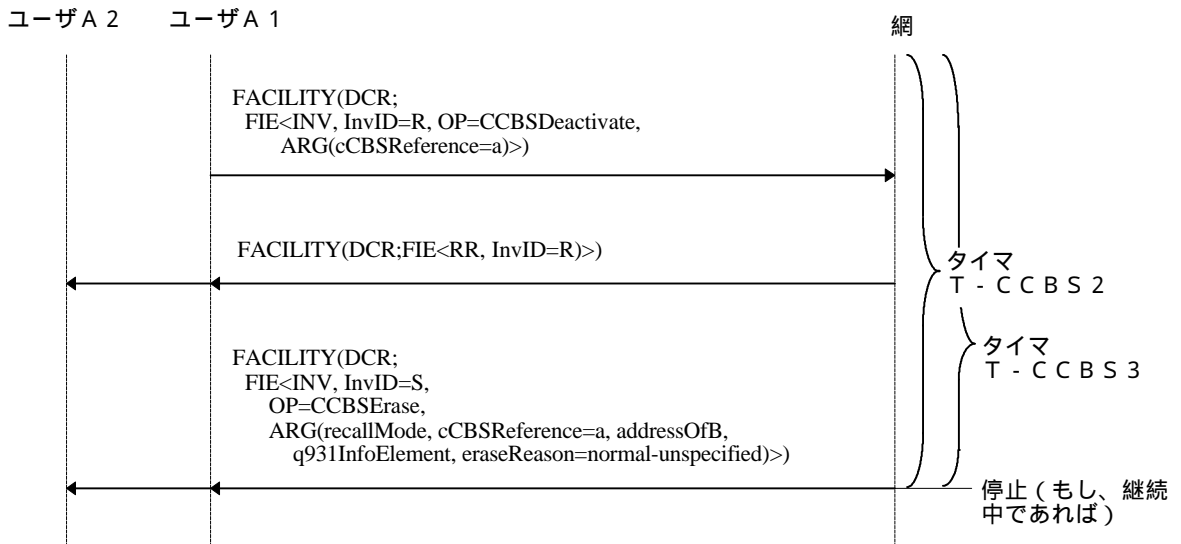 ユーザA２
ユーザA１
網
FACILITY(DCR;
FIE<INV, InvID=R, OP=CCBSDeactivate,
ARG(cCBSReference=a)>)
FACILITY(DCR;FIE<RR, InvID=R)>)
タイマ
Ｔ-ＣＣＢＳ２
FACILITY(DCR;
FIE<INV, InvID=S,
OP=CCBSErase,
ARG(recallMode, cCBSReference=a, addressOfB,
q931InfoElement, eraseReason=normal-unspecified)>)
タイマ
Ｔ-ＣＣＢＳ３
停止（もし、継続
中であれば）